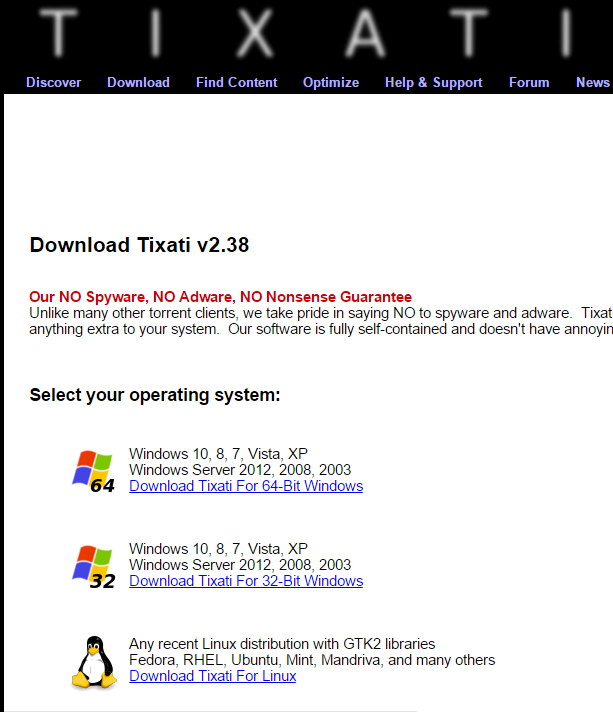 T I X A T I
Discover Download Find Content Optimize Help & Support Forum News
Download Tixati v2.38
Our NO Spyware, NO Adware, NO Nonsense Guarantee
Unlike many other torrent clients, we take pride in saying NO to spyware and adware.  Tixat
anything extra to your system.  Our software is fully self-contained and doesn't have annoyin
Select your operating system:
Windows 10, 8, 7, Vista, XP
Windows Server 2012, 2008, 2003
64 Download Tixati For 64-Bit Windows
Windows 10, 8, 7, Vista, XP
Windows Server 2012, 2008, 2003
32 Download Tixati For 32-Bit Windows
Any recent Linux distribution with GTK2 libraries
Fedora, RHEL, Ubuntu, Mint, Mandriva, and many others
Download Tixati For Linux